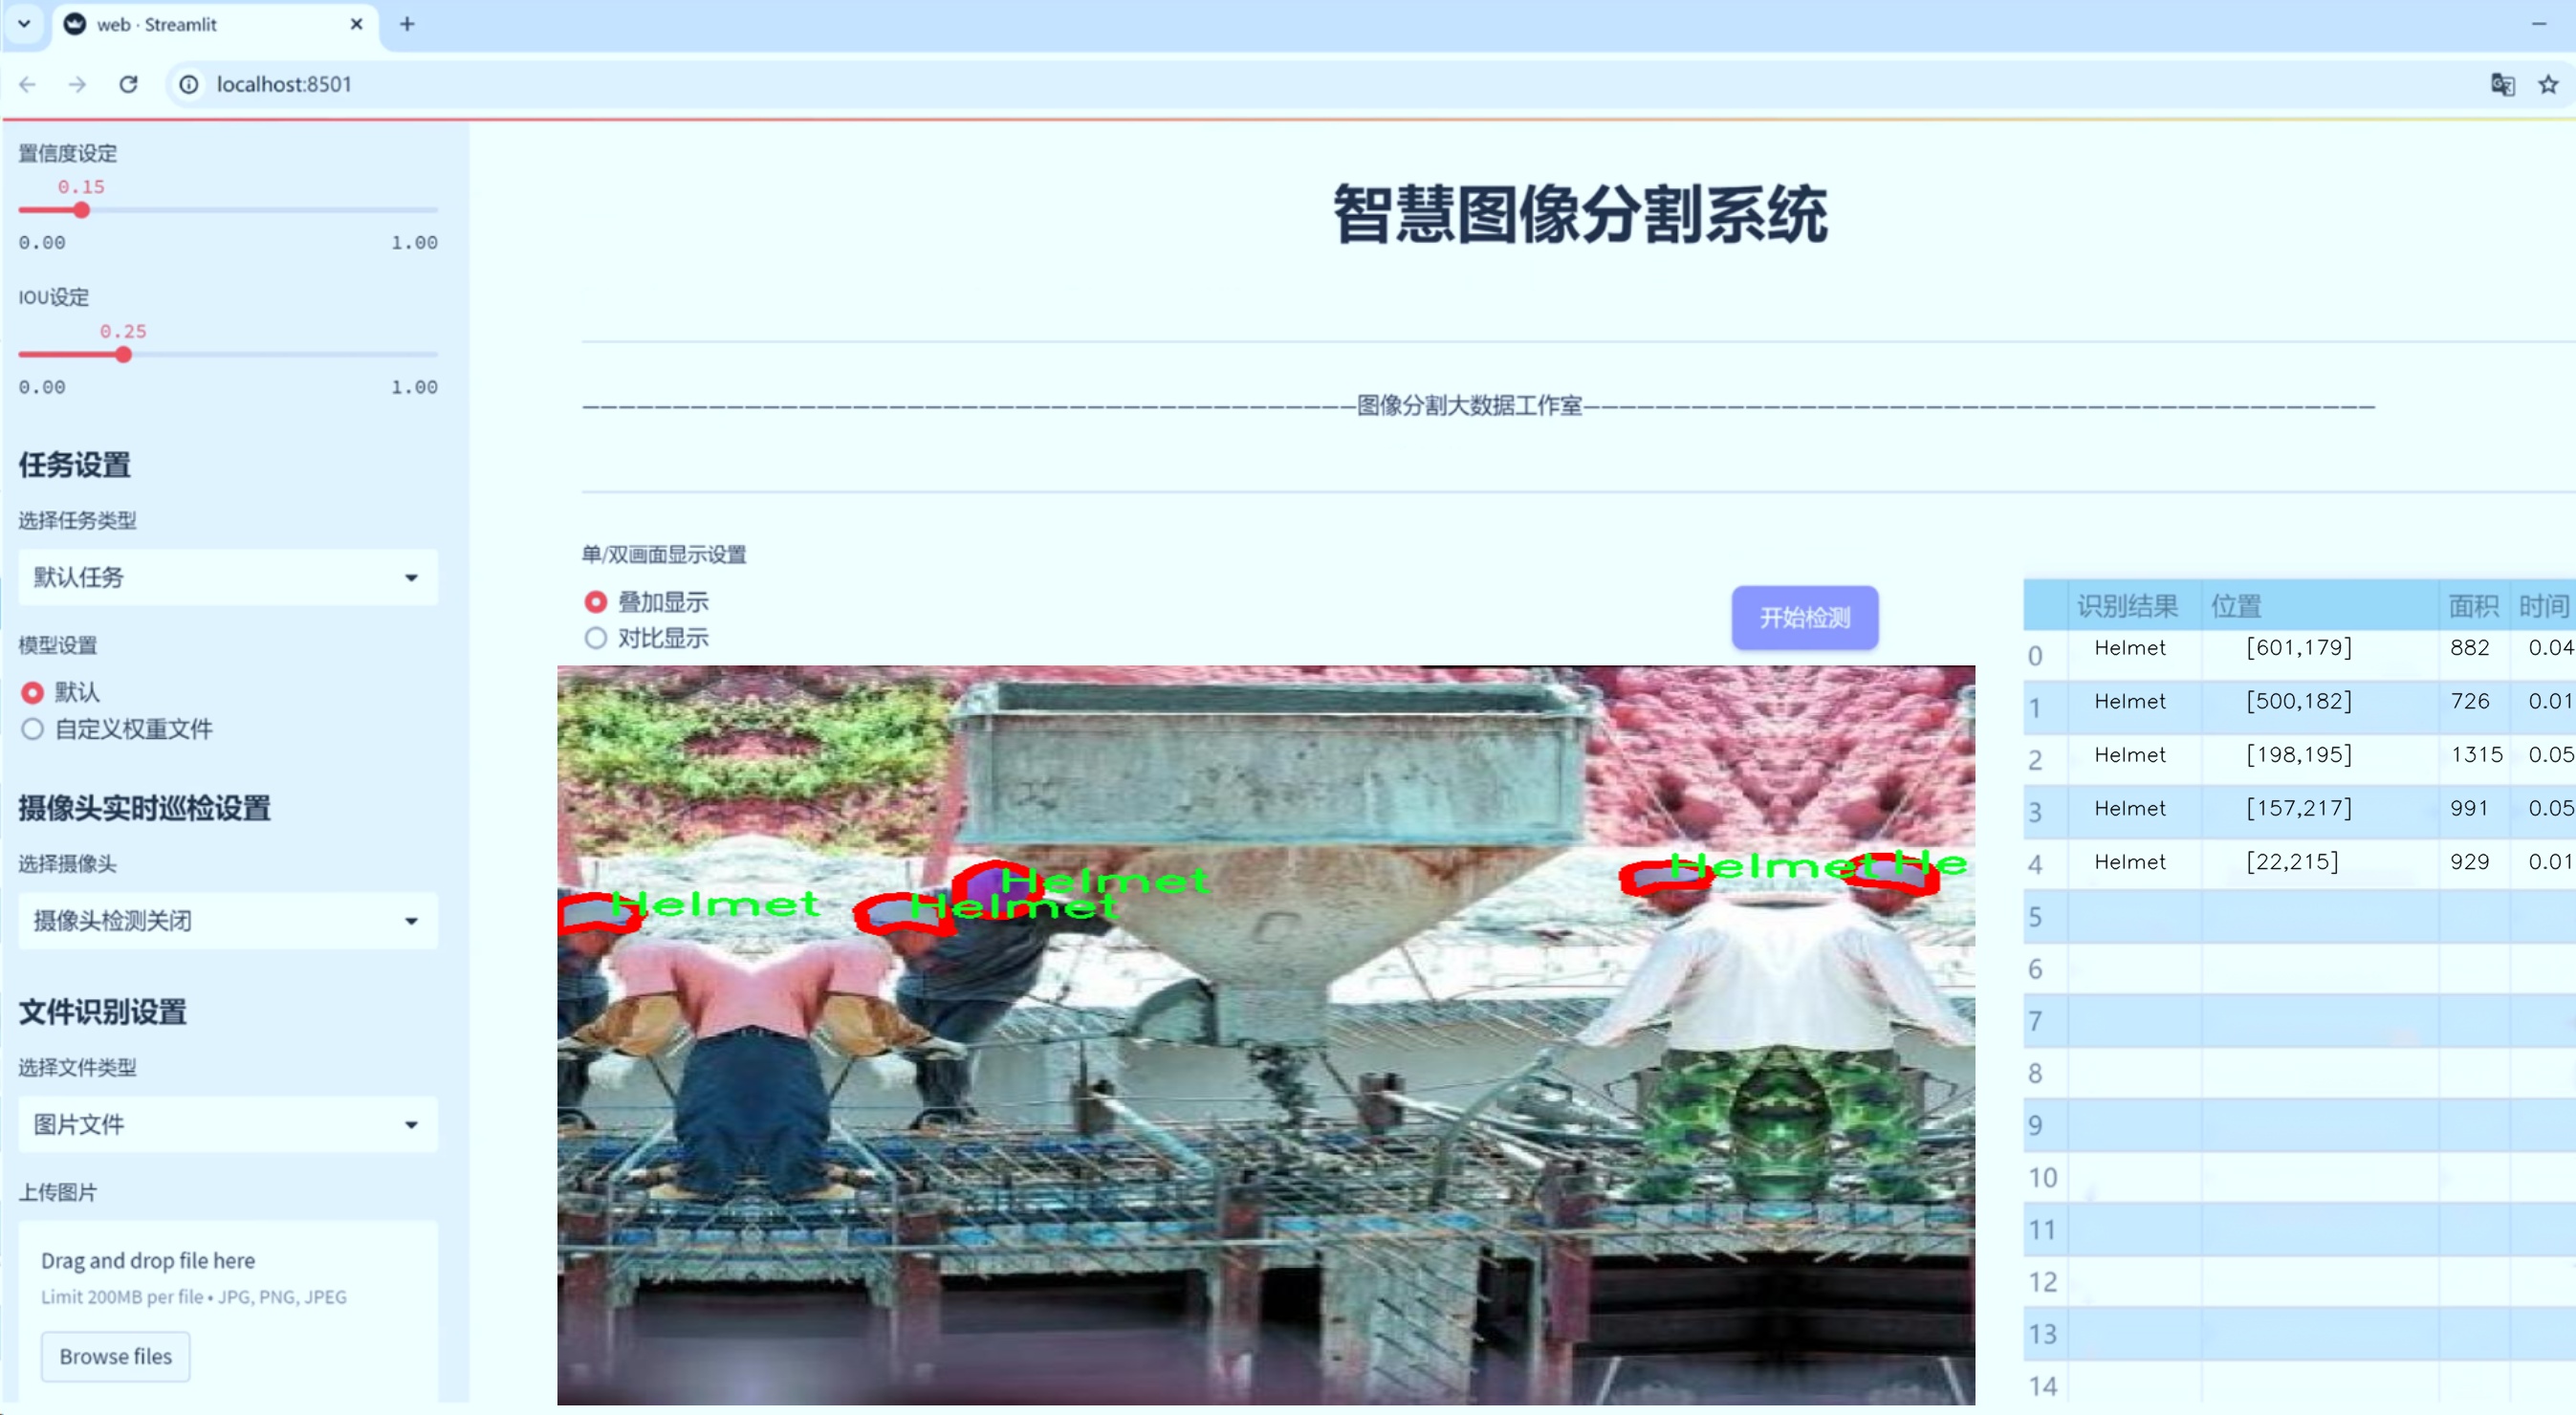 web · Streamlit
localhost:8501
置信度设定
0.15
0.00 1.00
IOU设定
0.25
0.00 1.00
任务设置
选择任务类型
默认任务
模型设置
默认
自定义权重文件
摄像头实时巡检设置
选择摄像头
摄像头检测关闭
文件识别设置
选择文件类型
图片文件
上传图片
Drag and drop file here
Limit 200MB per file • JPG, PNG, JPEG
Browse files
智慧图像分割系统
图像分割大数据工作室
单/双画面显示设置
叠加显示
对比显示
开始检测
Helmet
Helmet
Helmet
Helmet
He
识别结果 位置 面积 时间
0 Helmet [601,179] 882 0.04
1 Helmet [500,182] 726 0.01
2 Helmet [198,195] 1315 0.05
3 Helmet [157,217] 991 0.05
4 Helmet [22,215] 929 0.01
5
6
7
8
9
10
11
12
13
14